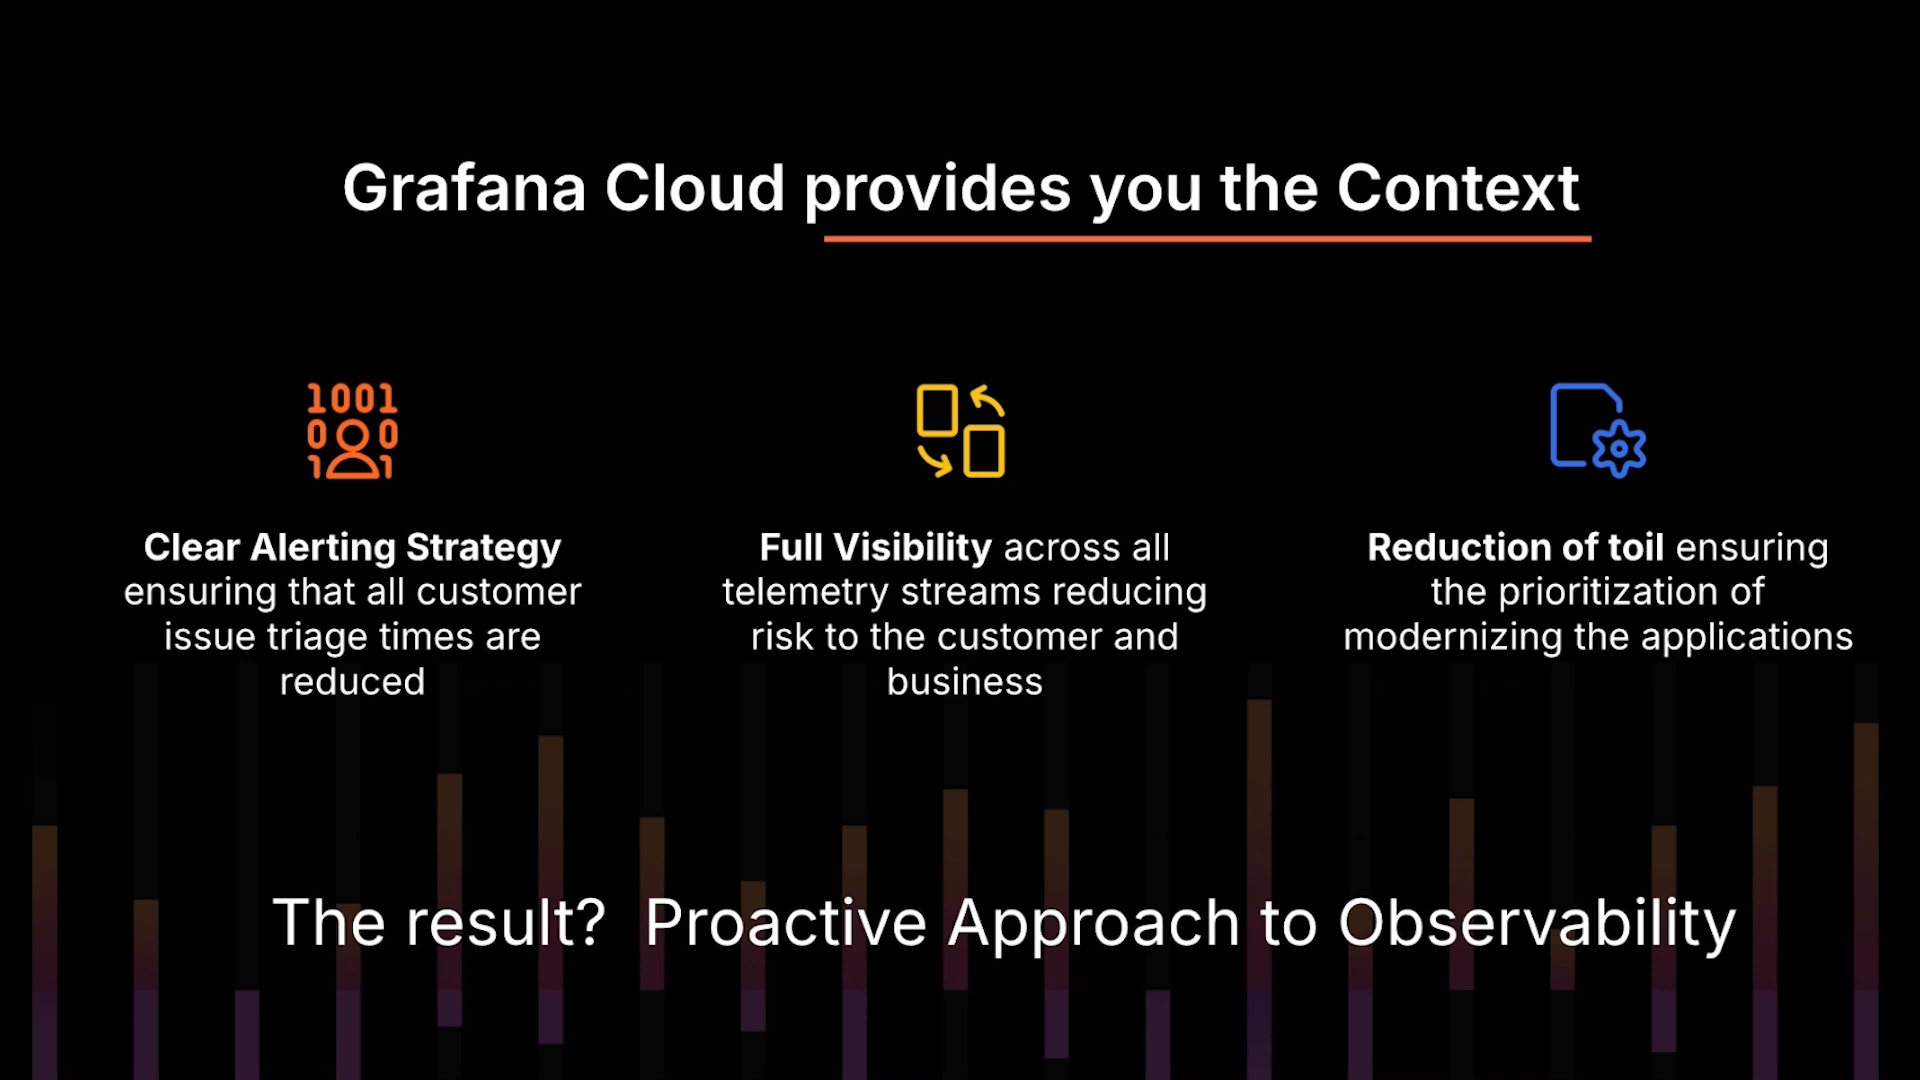 Grafana Cloud provides you the Context
1001
0 0
1 1
Clear Alerting Strategy
ensuring that all customer
issue triage times are
reduced
Full Visibility across all
telemetry streams reducing
risk to the customer and
business
Reduction of toil ensuring
the prioritization of
modernizing the applications
The result?  Proactive Approach to Observability